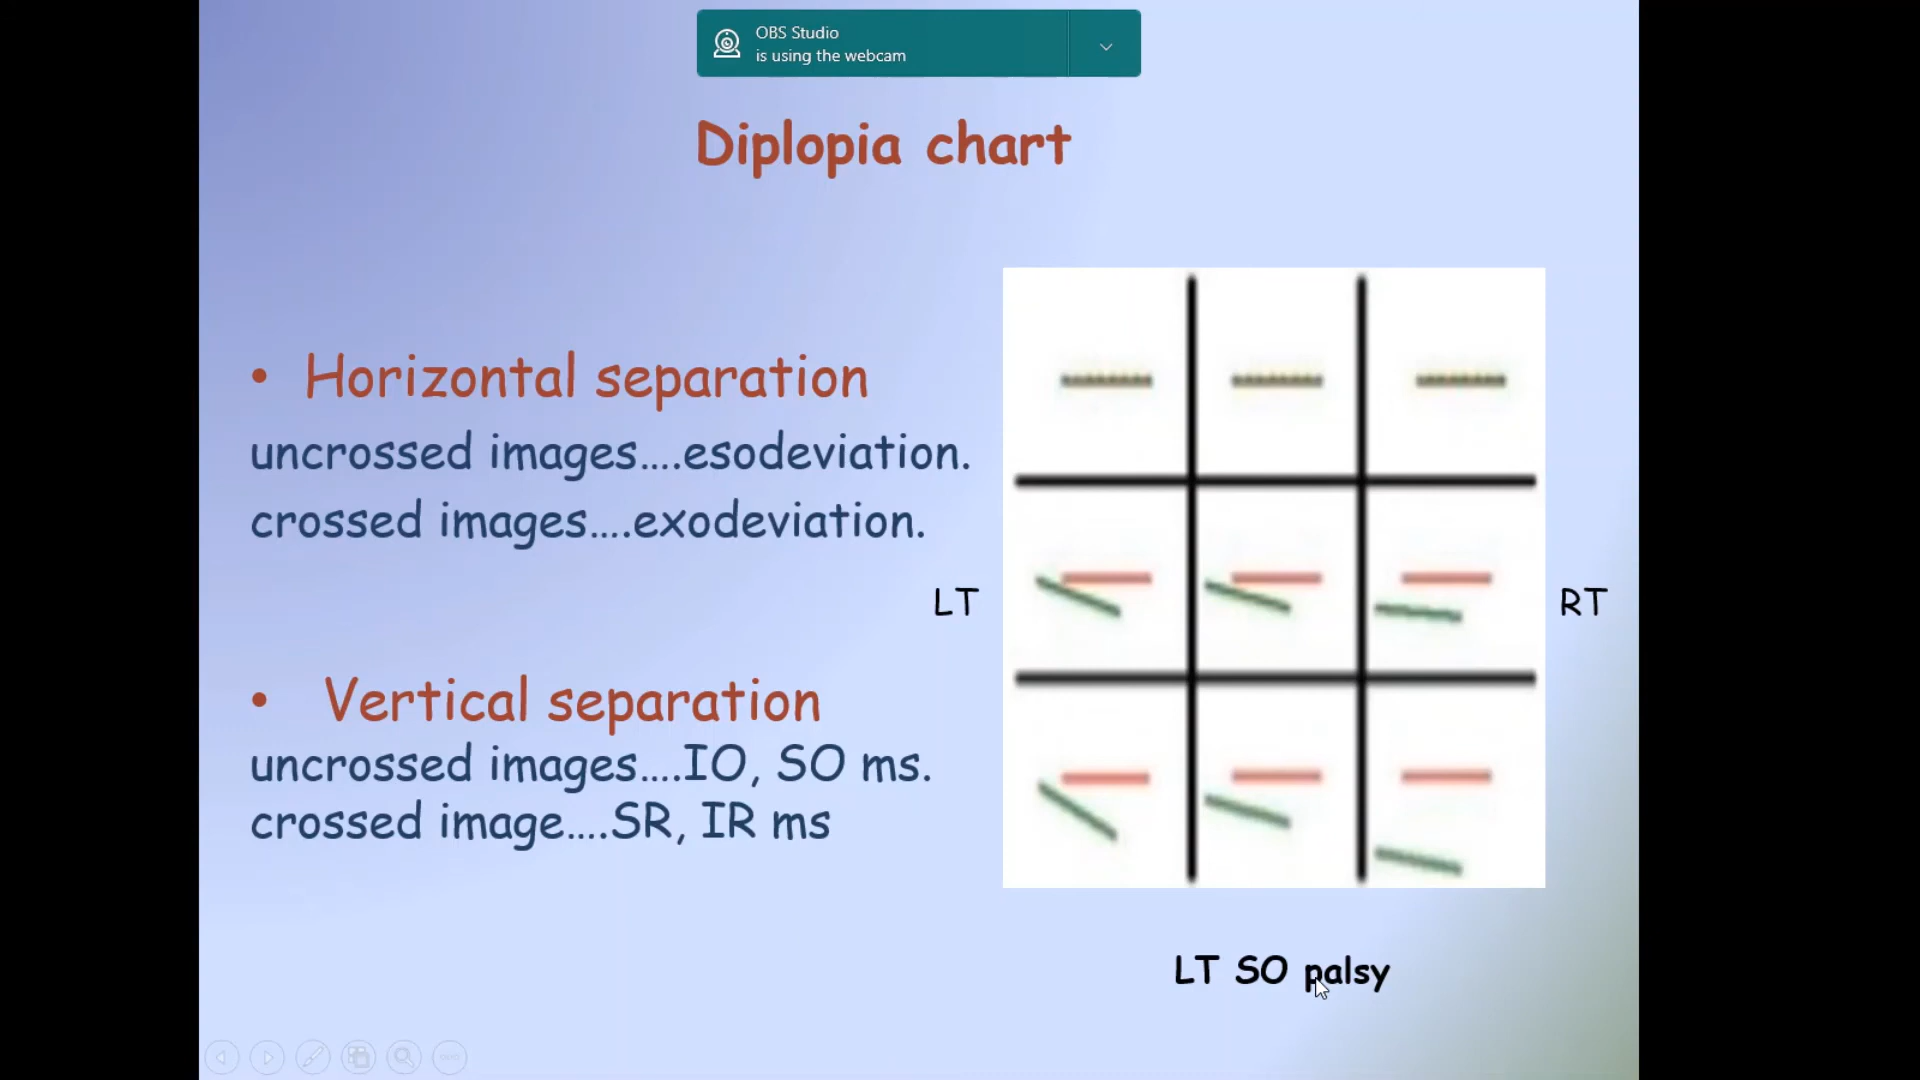 OBS Studio
is using the webcam
Diplopia chart
• Horizontal separation
uncrossed images....esodeviation.
crossed images....exodeviation.
LT
RT
• Vertical separation
uncrossed images....IO, SO ms.
crossed image....SR, IR ms
LT SO palsy